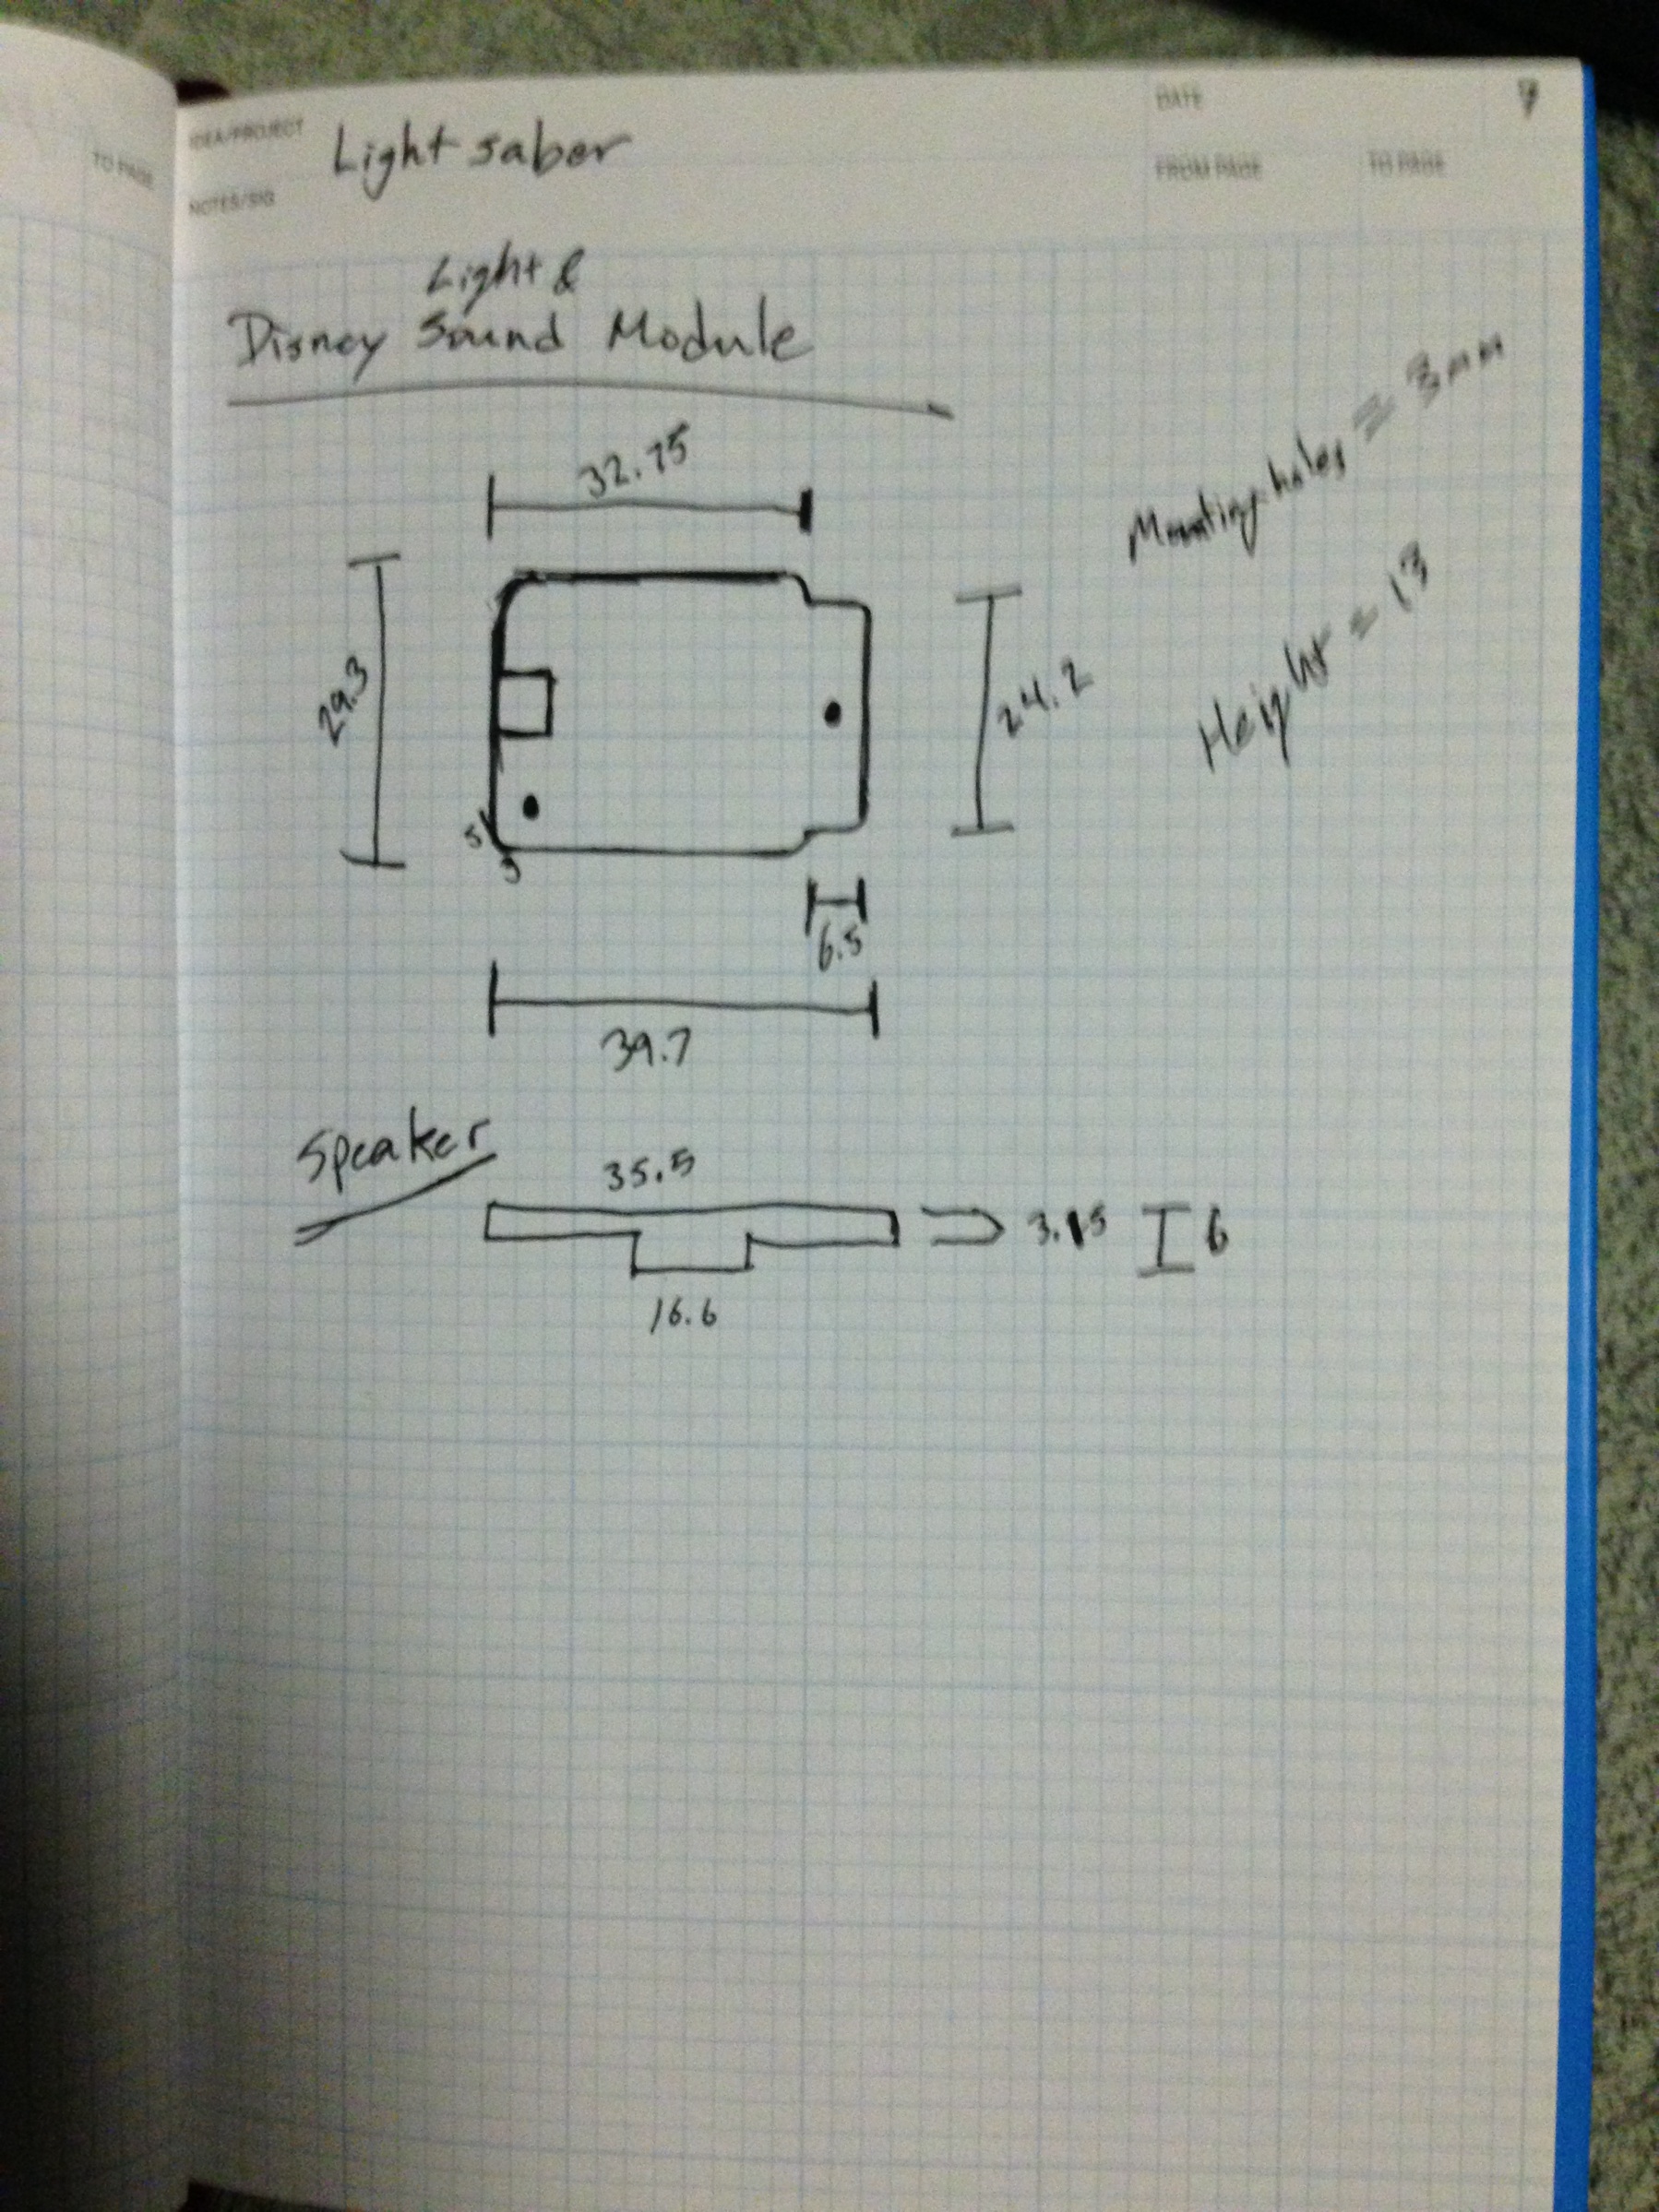 TO PAGE
IDEA/PROJECT
Light saber
NOTES/SIG
DATE
FROM PAGE
TO PAGE
Light &
Disney Sound Module
Mounting holes = 3mm
Height = 13
32.75
29.3
24.2
5
6.5
39.7
Speaker
35.5
3.15
6
16.6